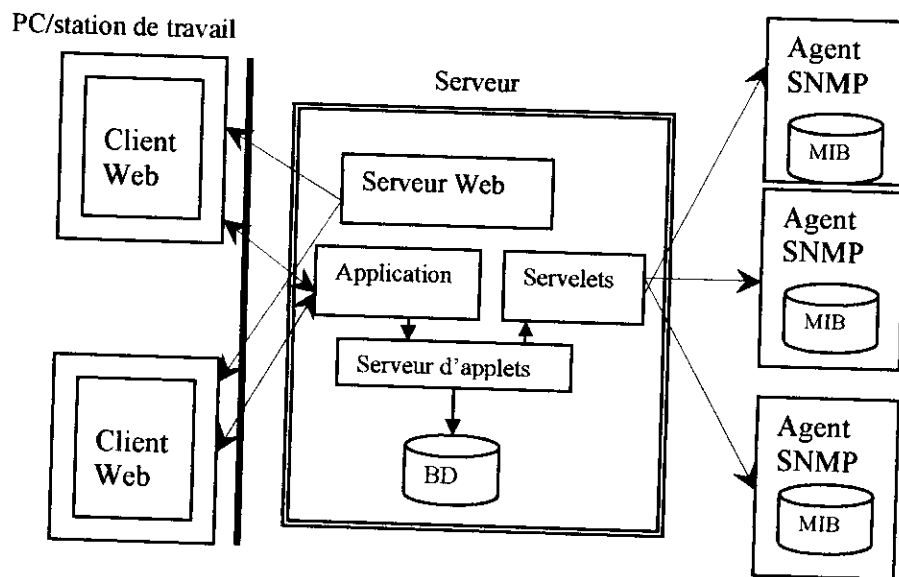 PC/station de travail
Client
Web
Client
Web
Serveur
Serveur Web
Application
Servelets
Serveur d'applets
BD
Agent
SNMP
MIB
Agent
SNMP
MIB
Agent
SNMP
MIB